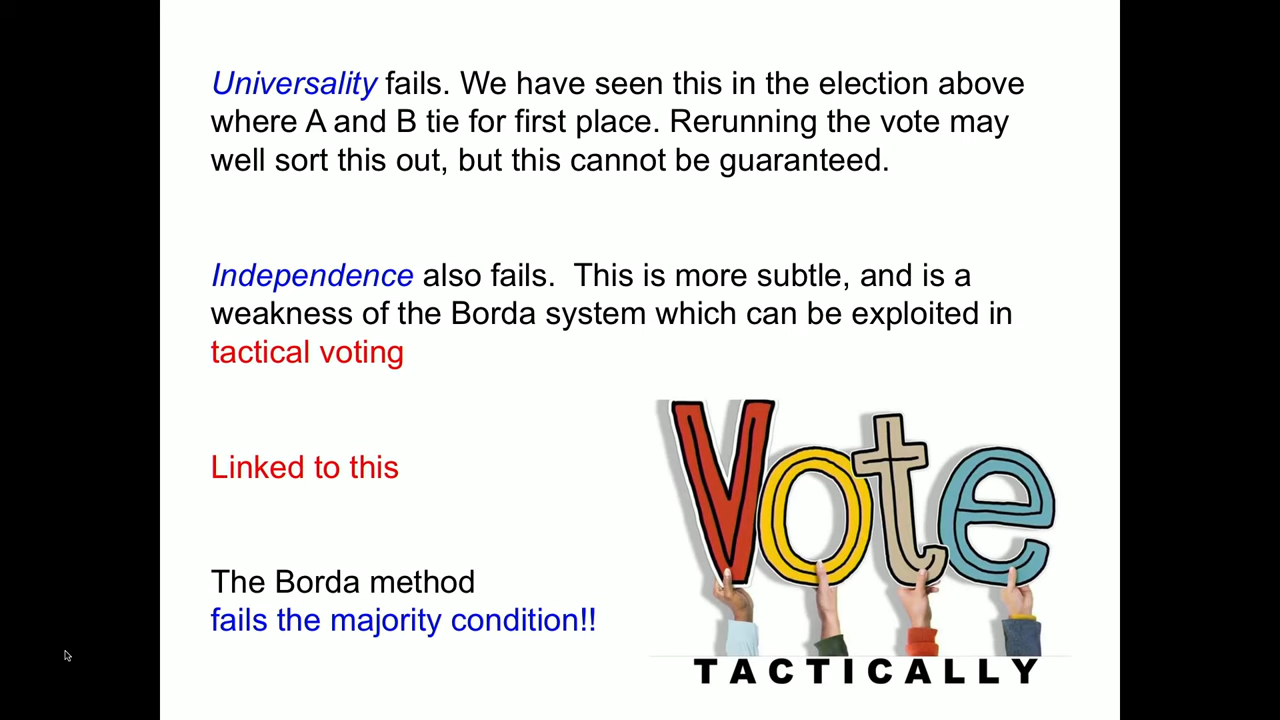 Universality fails. We have seen this in the election above
where A and B tie for first place. Rerunning the vote may
well sort this out, but this cannot be guaranteed.
Independence also fails.  This is more subtle, and is a
weakness of the Borda system which can be exploited in
tactical voting
Linked to this
The Borda method
fails the majority condition!!
Vote
TACTICALLY